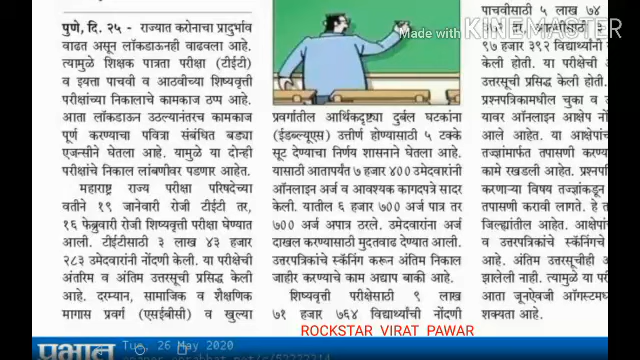 पुणे, दि. २५ - राज्यात करोनाचा प्रादुर्भाव
वाढत असून लॉकडाऊनही वाढवला आहे.
त्यामुळे शिक्षक पात्रता परीक्षा (टीईटी)
व इयत्ता पाचवी व आठवीच्या शिष्यवृत्ती
परीक्षांच्या निकालाचे कामकाज ठप्प आहे.
आता लॉकडाऊन उठल्यानंतरच कामकाज
पूर्ण करण्याचा पवित्रा संबंधित बड्या
एजन्सीने घेतला आहे. यामुळे या दोन्ही
परीक्षांचे निकाल लांबणीवर पडणार आहेत.
महाराष्ट्र राज्य परीक्षा परिषदेच्या
वतीने १९ जानेवारी रोजी टीईटी तर,
१६ फेब्रुवारी रोजी शिष्यवृत्ती परीक्षा घेण्यात
आली. टीईटीसाठी ३ लाख ४३ हजार
२८३ उमेदवारांनी नोंदणी केली. या परीक्षेची
अंतरिम व अंतिम उत्तरसूची प्रसिद्ध केली
आहे. दरम्यान, सामाजिक व शैक्षणिक
मागास प्रवर्ग (एसईबीसी) व खुल्या
प्रवर्गातील आर्थिकदृष्ट्या दुर्बल घटकांना
(ईडब्ल्यूएस) उत्तीर्ण होण्यासाठी ५ टक्के
सूट देण्याचा निर्णय शासनाने घेतला आहे.
यासाठी आतापर्यंत ७ हजार ४०० उमेदवारांनी
ऑनलाइन अर्ज व आवश्यक कागदपत्रे सादर
केली. यातील ६ हजार ७०० अर्ज पात्र तर
७०० अर्ज अपात्र ठरले. उमेदवारांना अर्ज
दाखल करण्यासाठी मुदतवाढ देण्यात आली.
उत्तरपत्रिकांचे स्कॅनिंग करून अंतिम निकाल
जाहीर करण्याचे काम अद्याप बाकी आहे.
शिष्यवृत्ती परीक्षेसाठी ९ लाख
७१ हजार ७६४ विद्यार्थ्यांची नोंदणी
पाचवीसाठी ५ लाख ७४
९७ हजार ३९२ विद्यार्थ्यांनी
केली होती. या परीक्षेची अ
उत्तरसूची प्रसिद्ध केली होती.
प्रश्नपत्रिकामधील चुका व
यावर ऑनलाइन आक्षेप नों
आले आहेत. या आक्षेपांच
तज्ज्ञांमार्फत तपासणी करण्य
कामे रखडली आहेत. प्रश्नप
करणाऱ्या विषय तज्ज्ञांकडून
तपासणी करावी लागते. हे त
जिल्ह्यांतील आहेत. आक्षेपां
व उत्तरपत्रिकांचे स्कॅनिंगचे
आहे. अंतिम उत्तरसूचीही अ
झालेली नाही. त्यामुळे या परी
आता जूनऐवजी ऑगस्टमध
शक्यता आहे.
Made with KINEMASTER
ROCKSTAR VIRAT PAWAR
प्रभात Tue, 26 May 2020